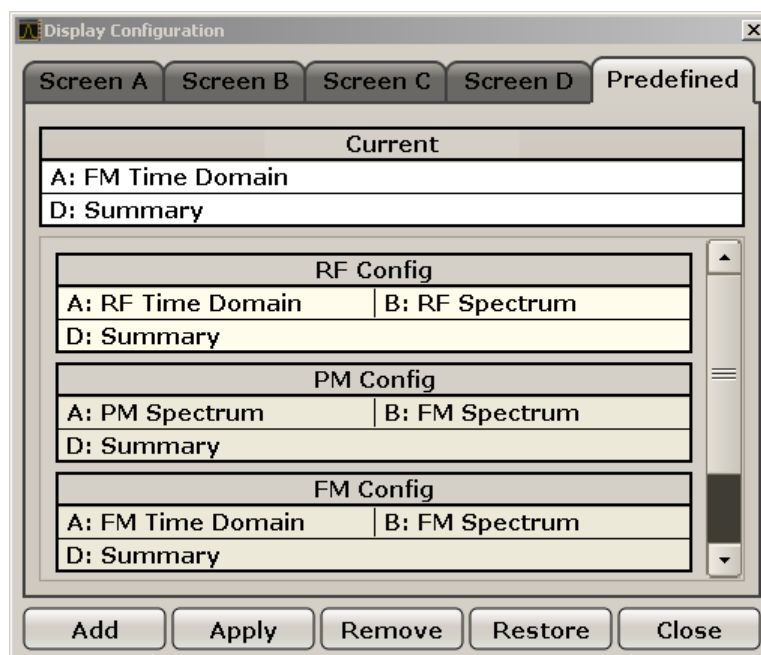 Display Configuration
Screen A Screen B Screen C Screen D Predefined
Current
A: FM Time Domain
D: Summary
RF Config
A: RF Time Domain B: RF Spectrum
D: Summary
PM Config
A: PM Spectrum B: FM Spectrum
D: Summary
FM Config
A: FM Time Domain B: FM Spectrum
D: Summary
Add Apply Remove Restore Close